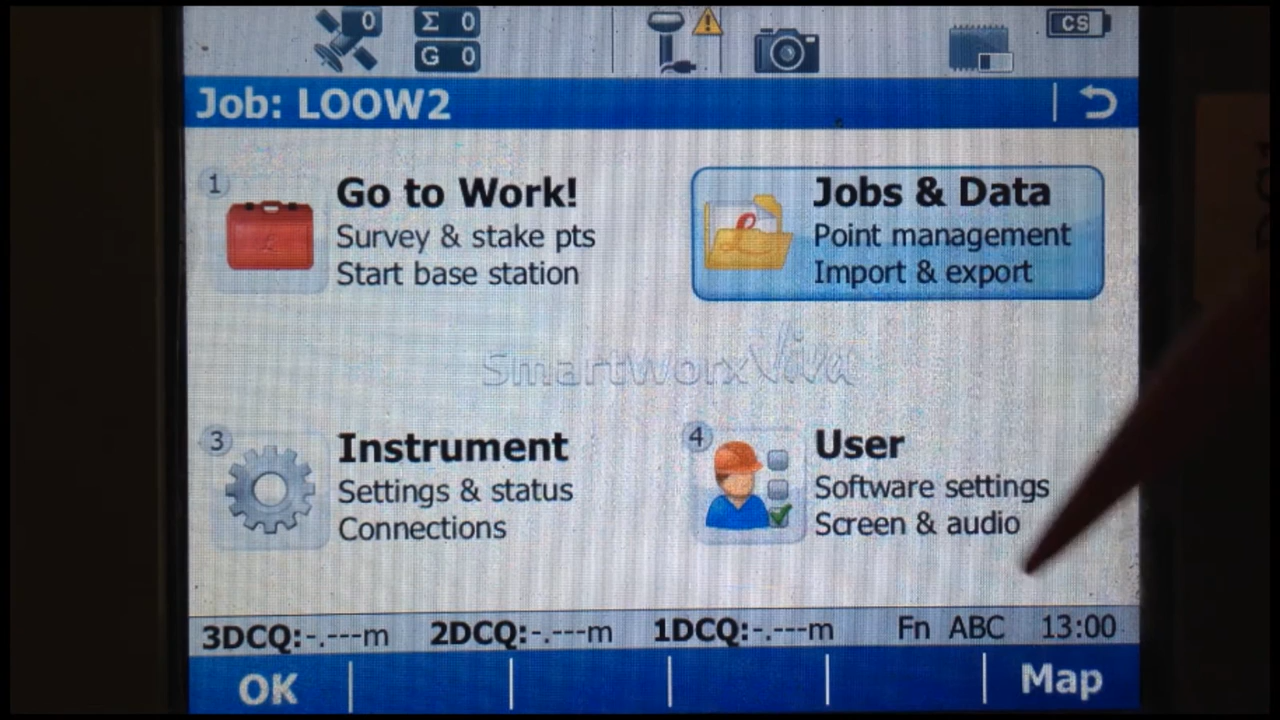 0
Σ 0
G 0
CS
Job: LOOW2
1
Go to Work!
Survey & stake pts
Start base station
Jobs & Data
Point management
Import & export
SmartWorx Viva
3
Instrument
Settings & status
Connections
4
User
Software settings
Screen & audio
3DCQ:-.---m 2DCQ:-.---m 1DCQ:-.---m Fn ABC 13:00
OK Map